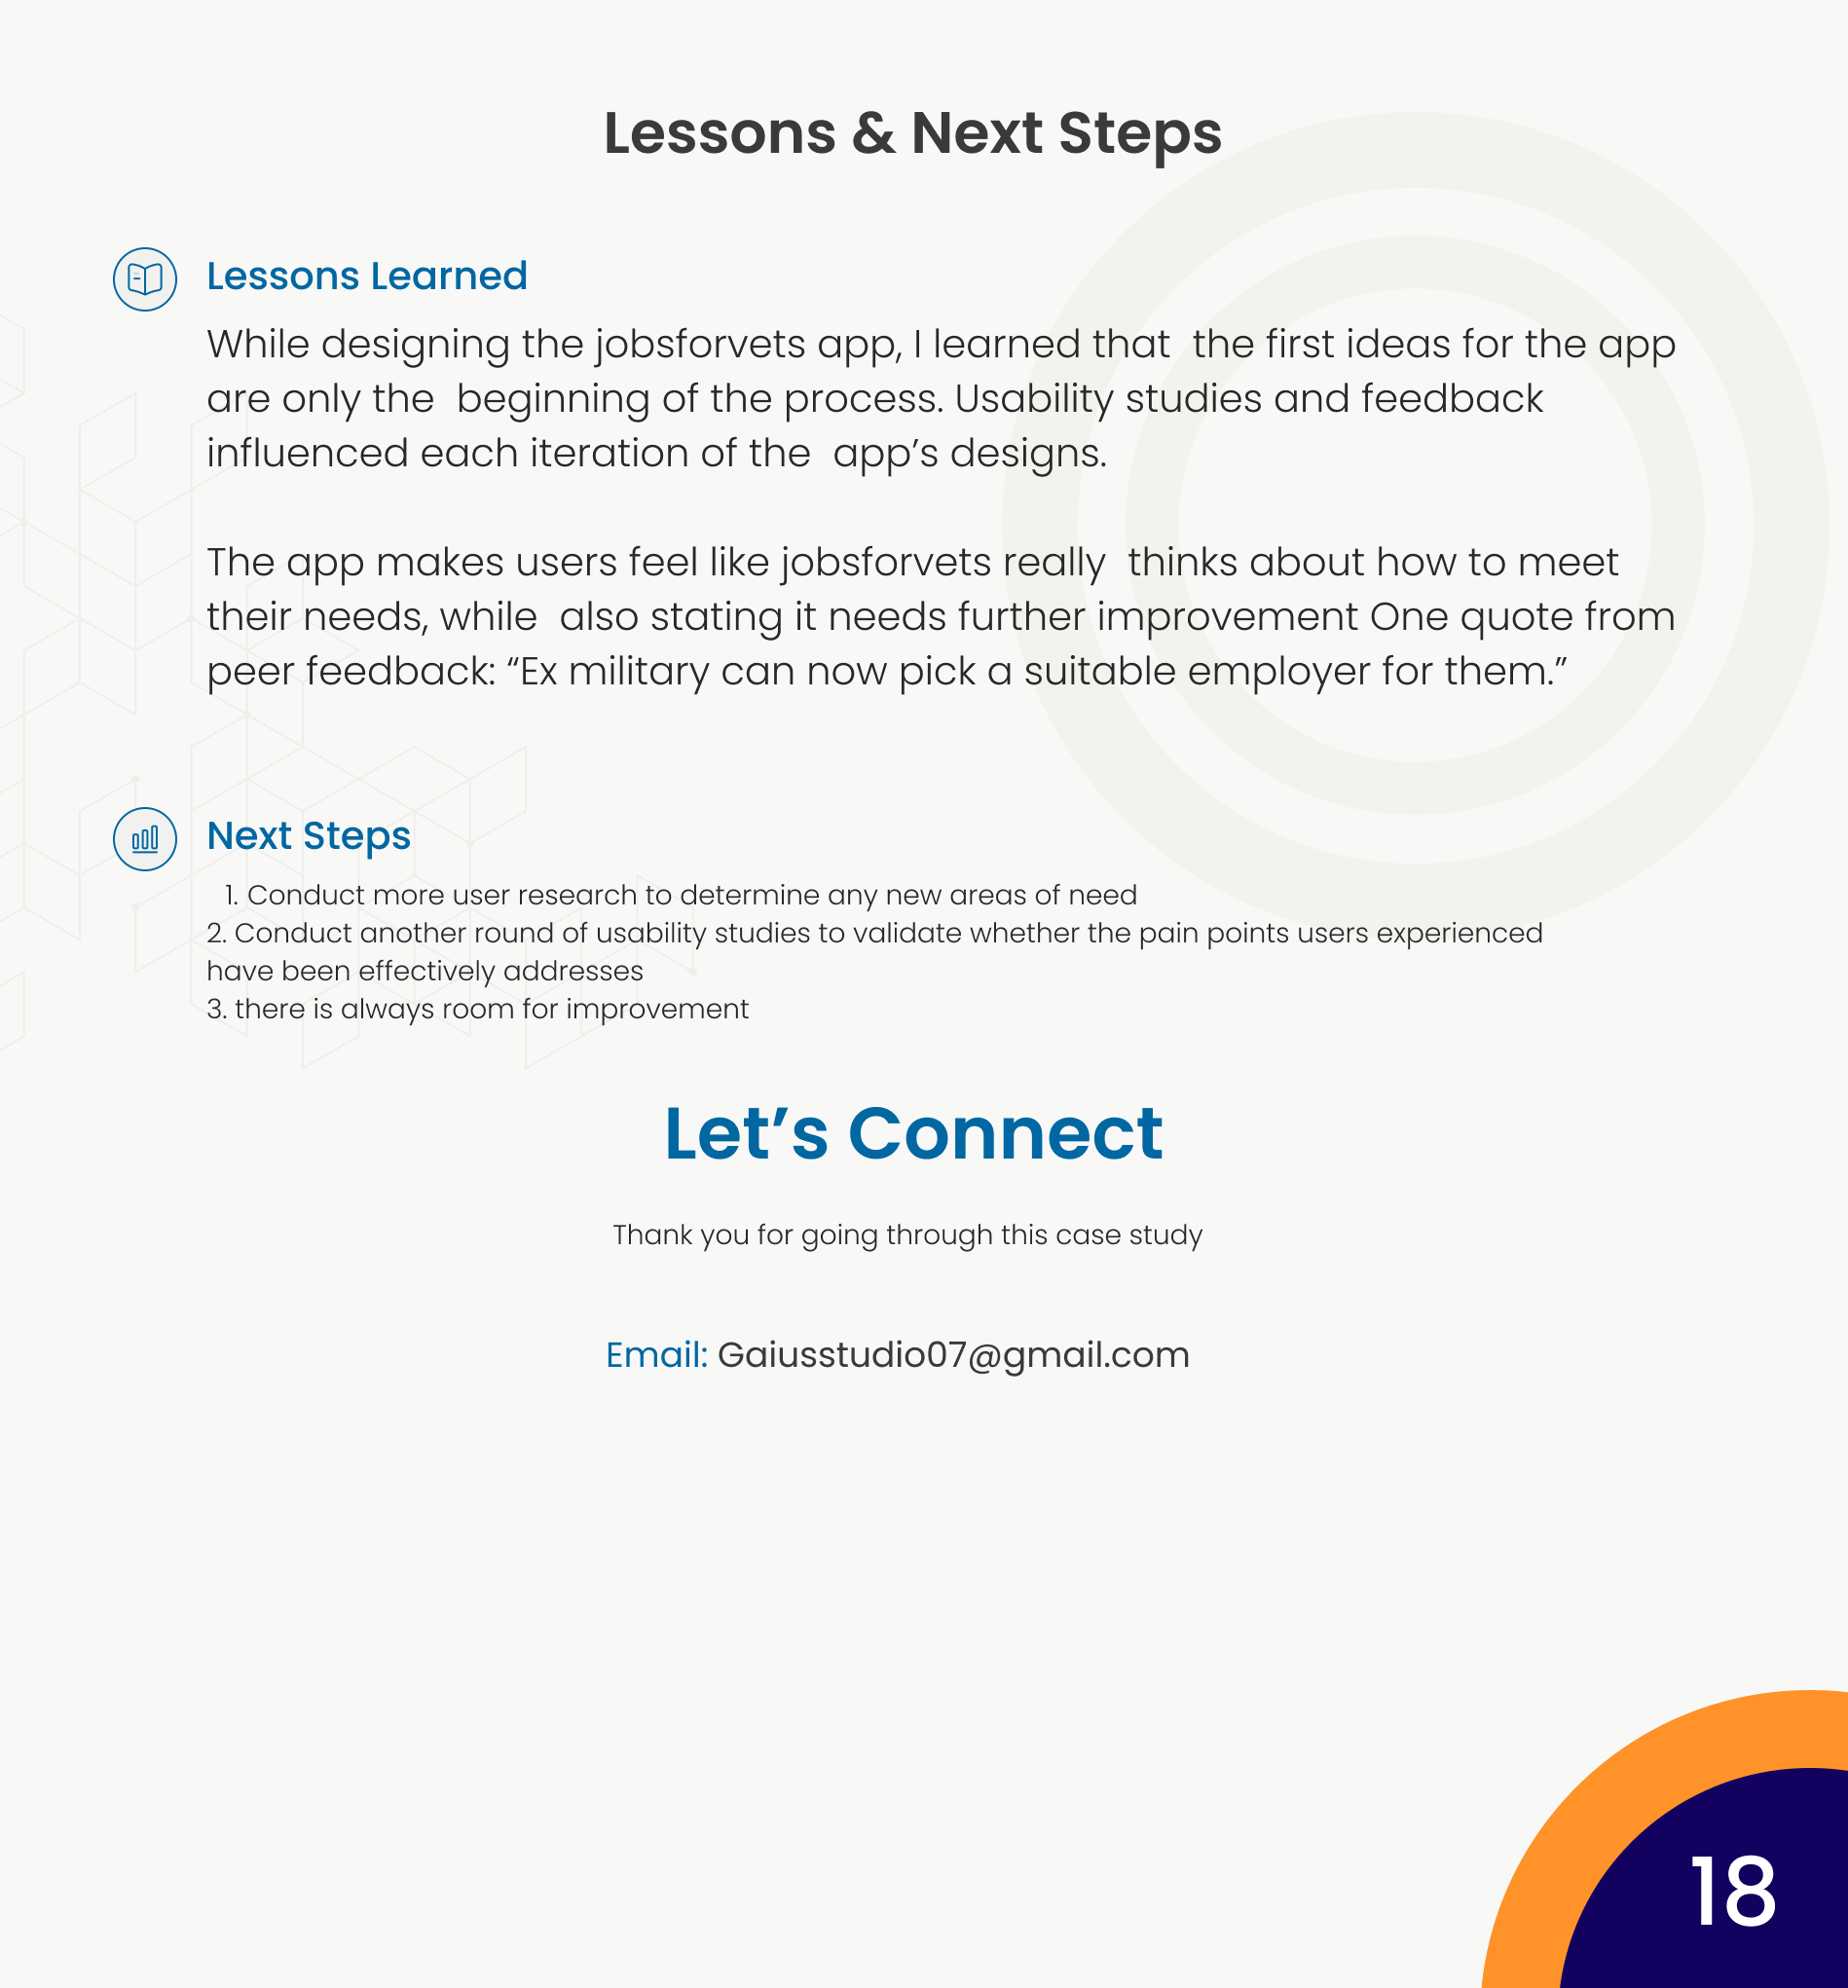 Lessons & Next Steps
Lessons Learned
While designing the jobsforvets app, I learned that  the first ideas for the app
are only the  beginning of the process. Usability studies and feedback
influenced each iteration of the  app’s designs.
The app makes users feel like jobsforvets really  thinks about how to meet
their needs, while  also stating it needs further improvement One quote from
peer feedback: “Ex military can now pick a suitable employer for them.”
Next Steps
1. Conduct more user research to determine any new areas of need
2. Conduct another round of usability studies to validate whether the pain points users experienced
have been effectively addresses
3. there is always room for improvement
Let’s Connect
Thank you for going through this case study
Email: Gaiusstudio07@gmail.com
18